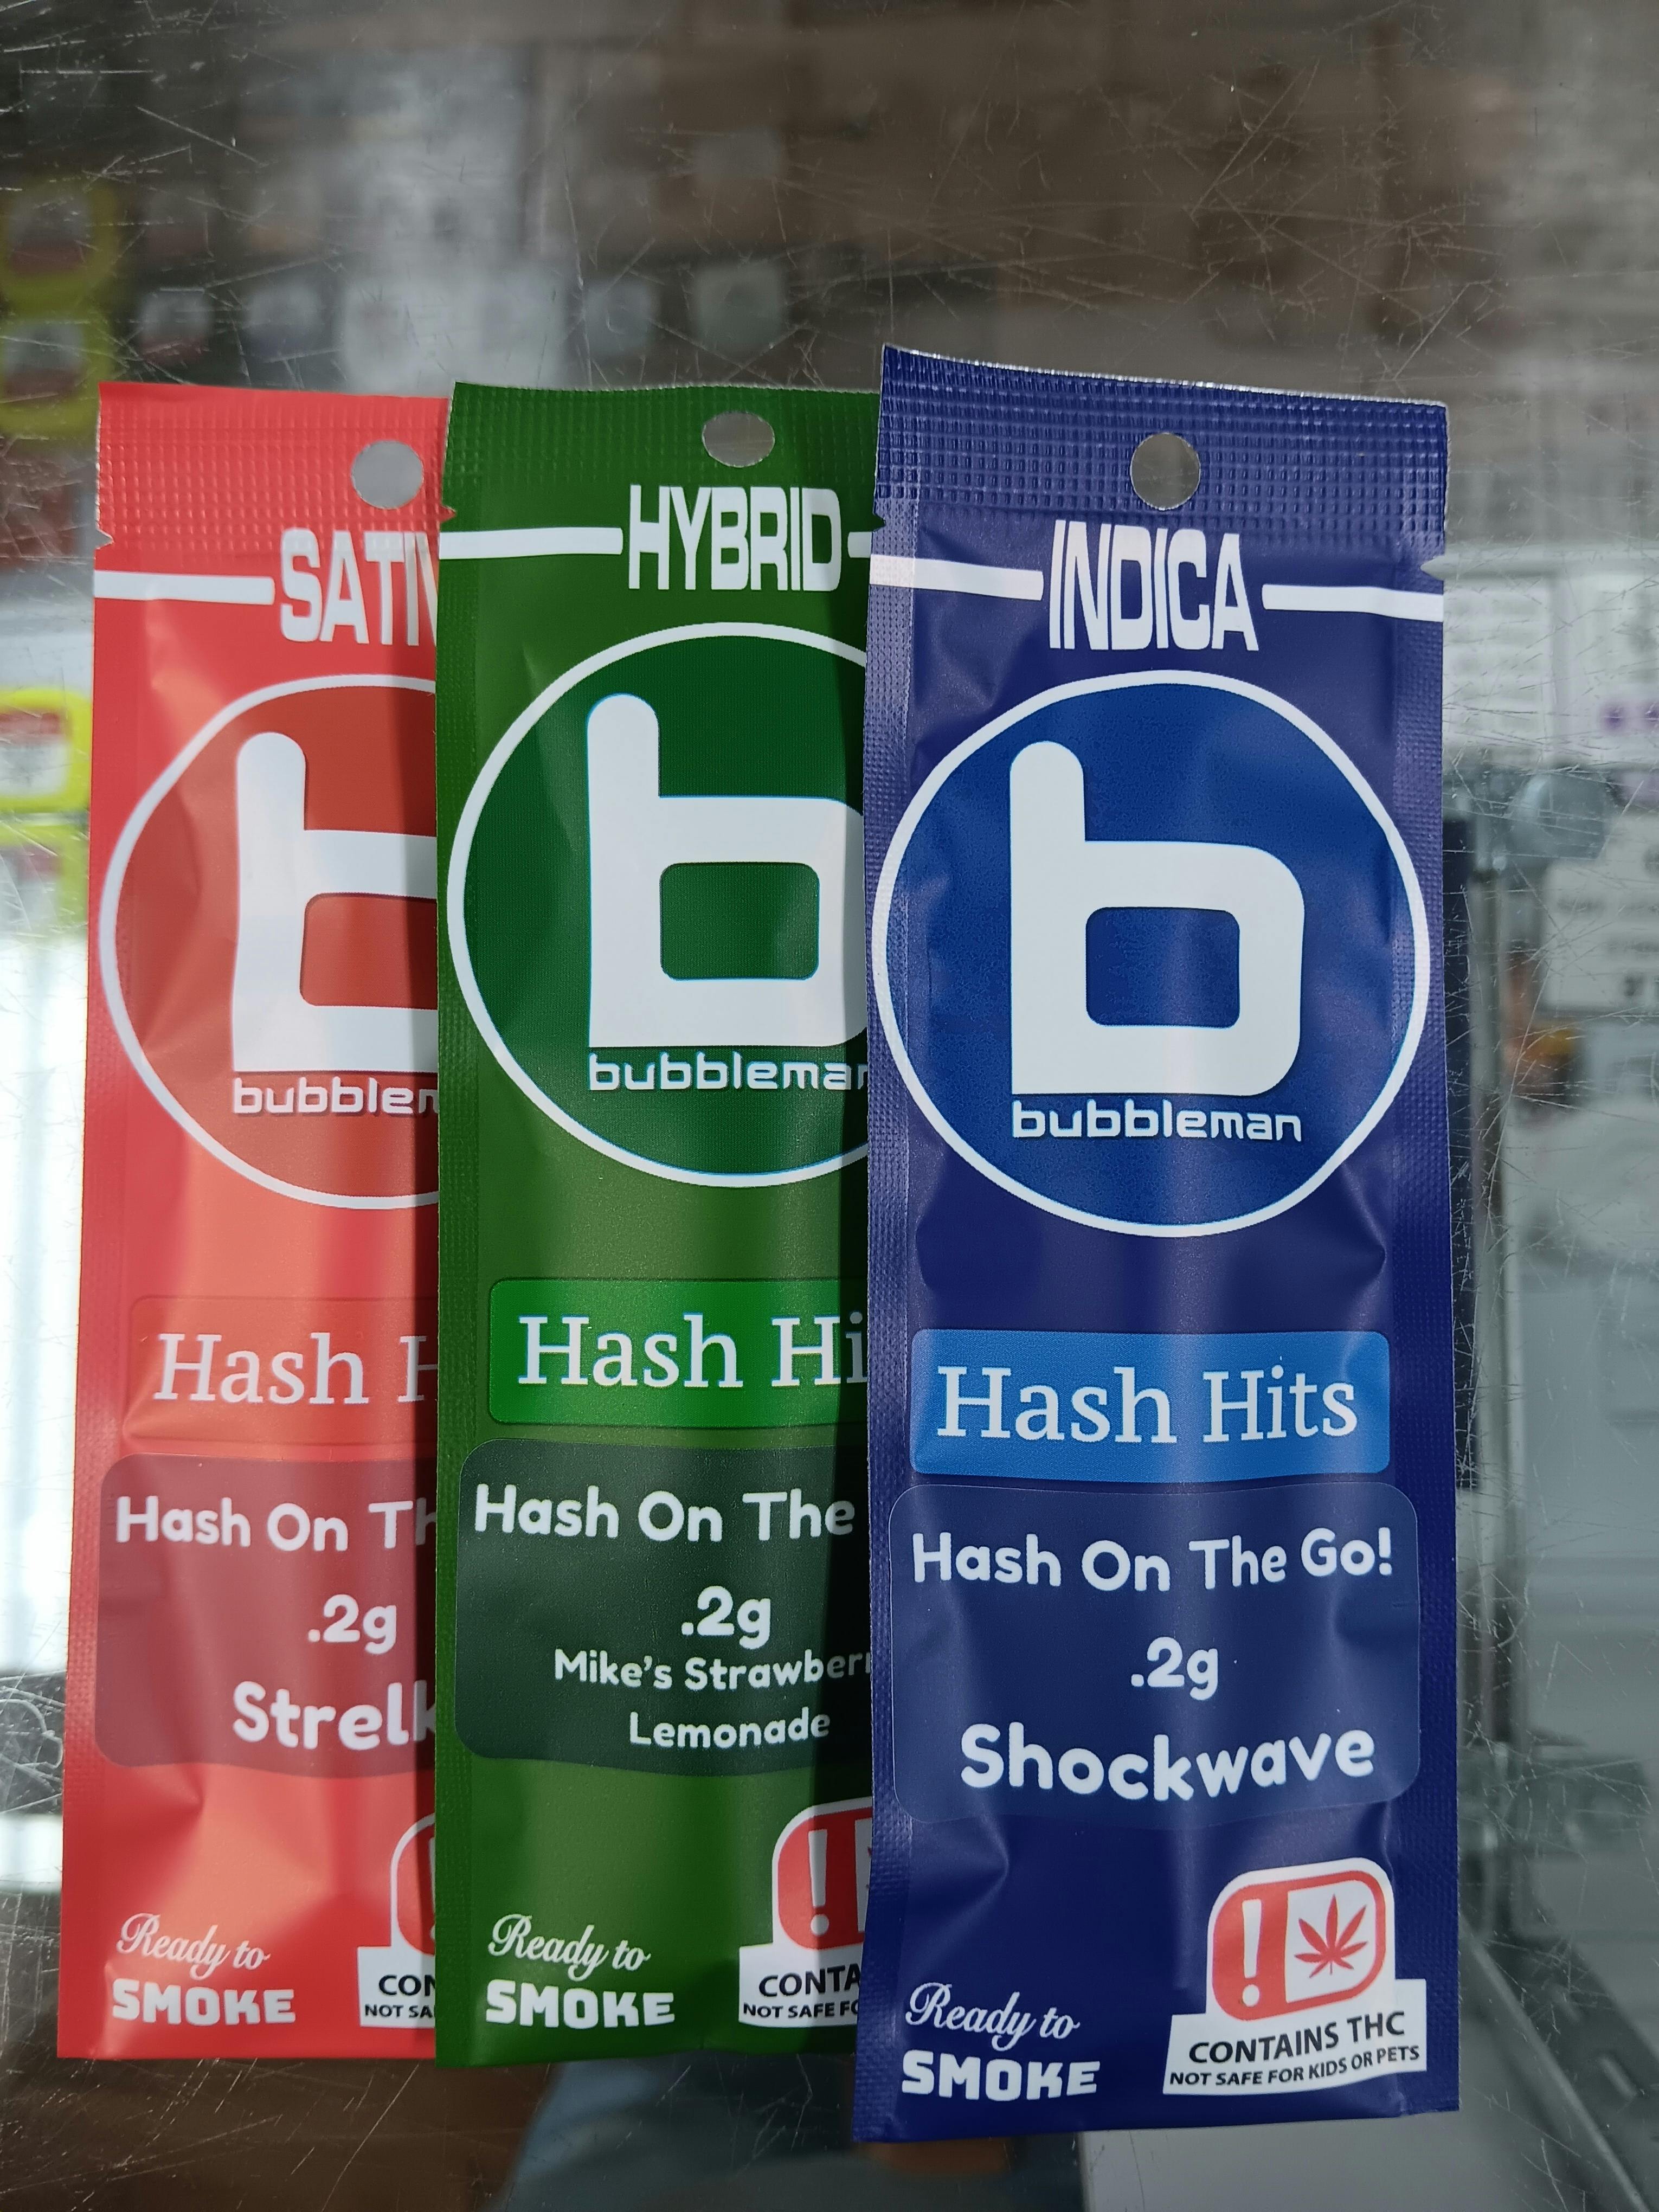 SATIV
bubblem
Hash H
Hash On Th
.2g
Strelk
Ready to
SMOKE
CON
NOT SA
HYBRID
bubbleman
Hash Hi
Hash On The
.2g
Mike's Strawberr
Lemonade
Ready to
SMOKE
CONTA
NOT SAFE FO
INDICA
b
bubbleman
Hash Hits
Hash On The Go!
.2g
Shockwave
Ready to
SMOKE
!
CONTAINS THC
NOT SAFE FOR KIDS OR PETS